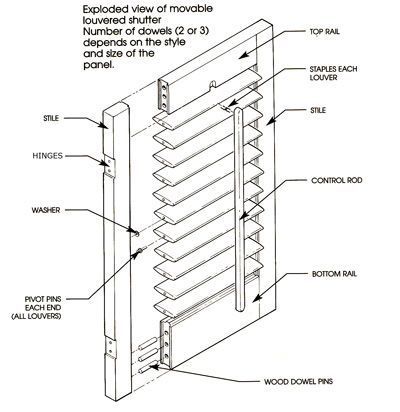 Exploded view of movable
louvered shutter
Number of dowels (2 or 3)
depends on the style
and size of the
panel.
TOP RAIL
STAPLES EACH
LOUVER
STILE
STILE
HINGES
CONTROL ROD
WASHER
BOTTOM RAIL
PIVOT PINS
EACH END
(ALL LOUVERS)
WOOD DOWEL PINS